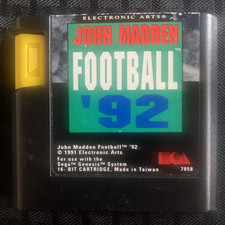 ELECTRONIC ARTS®
JOHN MADDEN
FOOTBALL™
'92
John Madden Football™ '92
© 1991 Electronic Arts.
For use with the
Sega™ Genesis™ System
16-BIT CARTRIDGE, Made in Taiwan
EA
7058